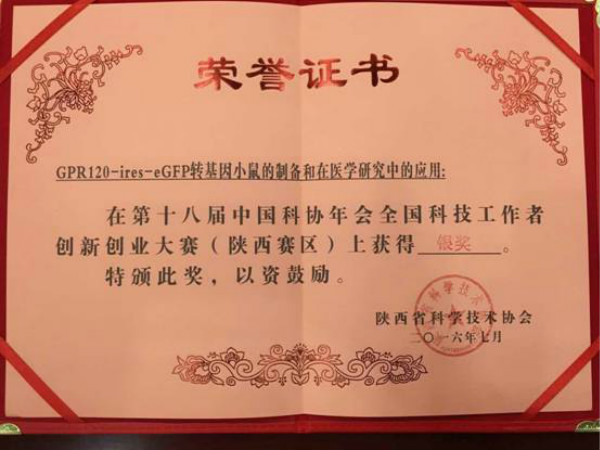 荣誉证书
GPR120-ires-eGFP转基因小鼠的制备和在医学研究中的应用:
在第十八届中国科协年会全国科技工作者
创新创业大赛（陕西赛区）上获得 银奖 。
特颁此奖，以资鼓励。
陕西省科学技术协会
二〇一六年七月